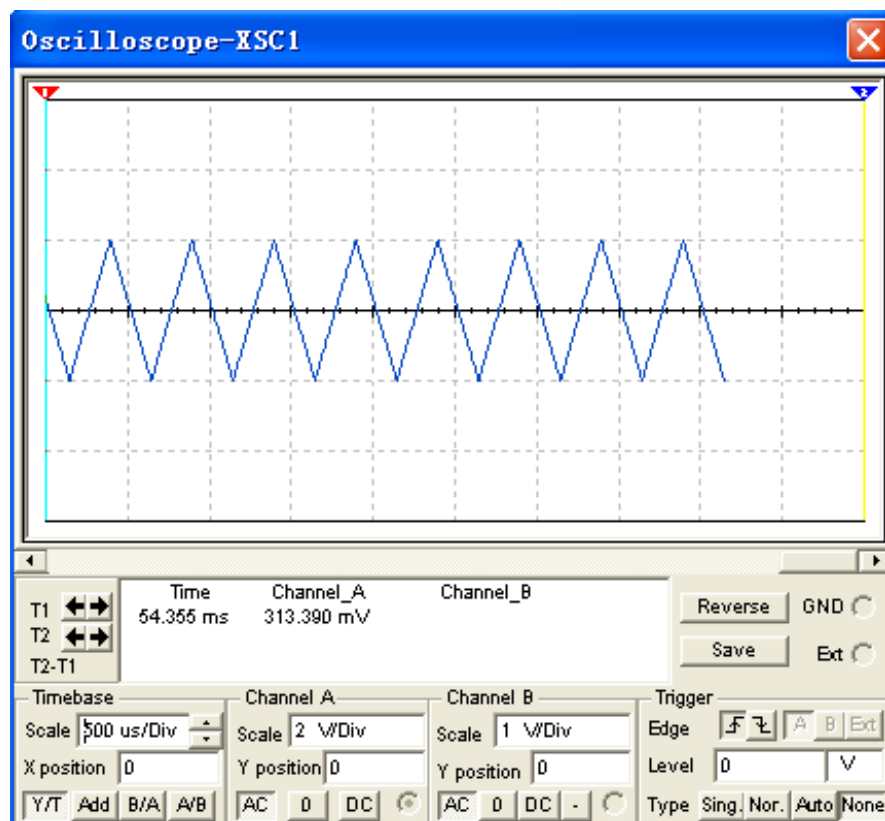 Oscilloscope-XSC1
1 2
Time Channel_A Channel_B
T1 54.355 ms 313.390 mV
T2
T2-T1
Reverse GND
Save Ext
Timebase Channel A Channel B Trigger
Scale 500 us/Div Scale 2 V/Div Scale 1 V/Div Edge A B Ext
X position 0 Y position 0 Y position 0 Level 0 V
Y/T Add B/A A/B AC 0 DC AC 0 DC - Type Sing. Nor. Auto None